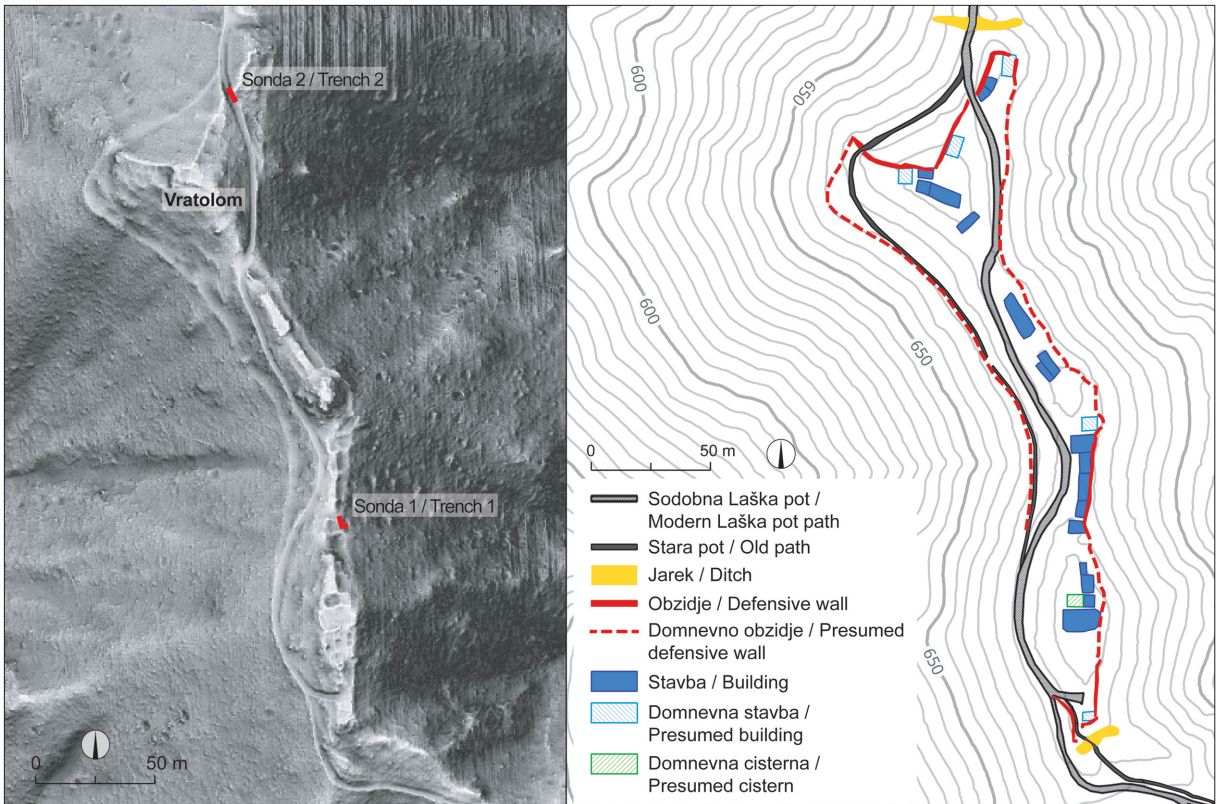 Sonda 2 / Trench 2
Vratolom
Sonda 1 / Trench 1
0 50 m
600
650
600
650
650
0 50 m
Sodobna Laška pot /
Modern Laška pot path
Stara pot / Old path
Jarek / Ditch
Obzidje / Defensive wall
Domnevno obzidje / Presumed
defensive wall
Stavba / Building
Domnevna stavba /
Presumed building
Domnevna cisterna /
Presumed cistern